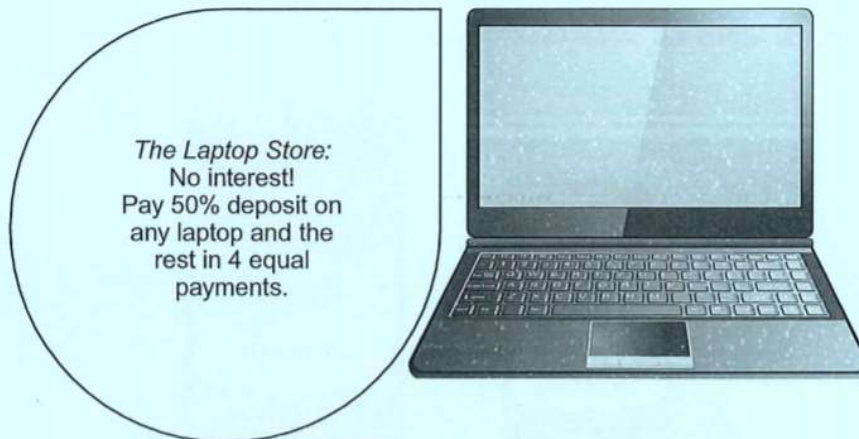 The Laptop Store:
No interest!
Pay 50% deposit on
any laptop and the
rest in 4 equal
payments.